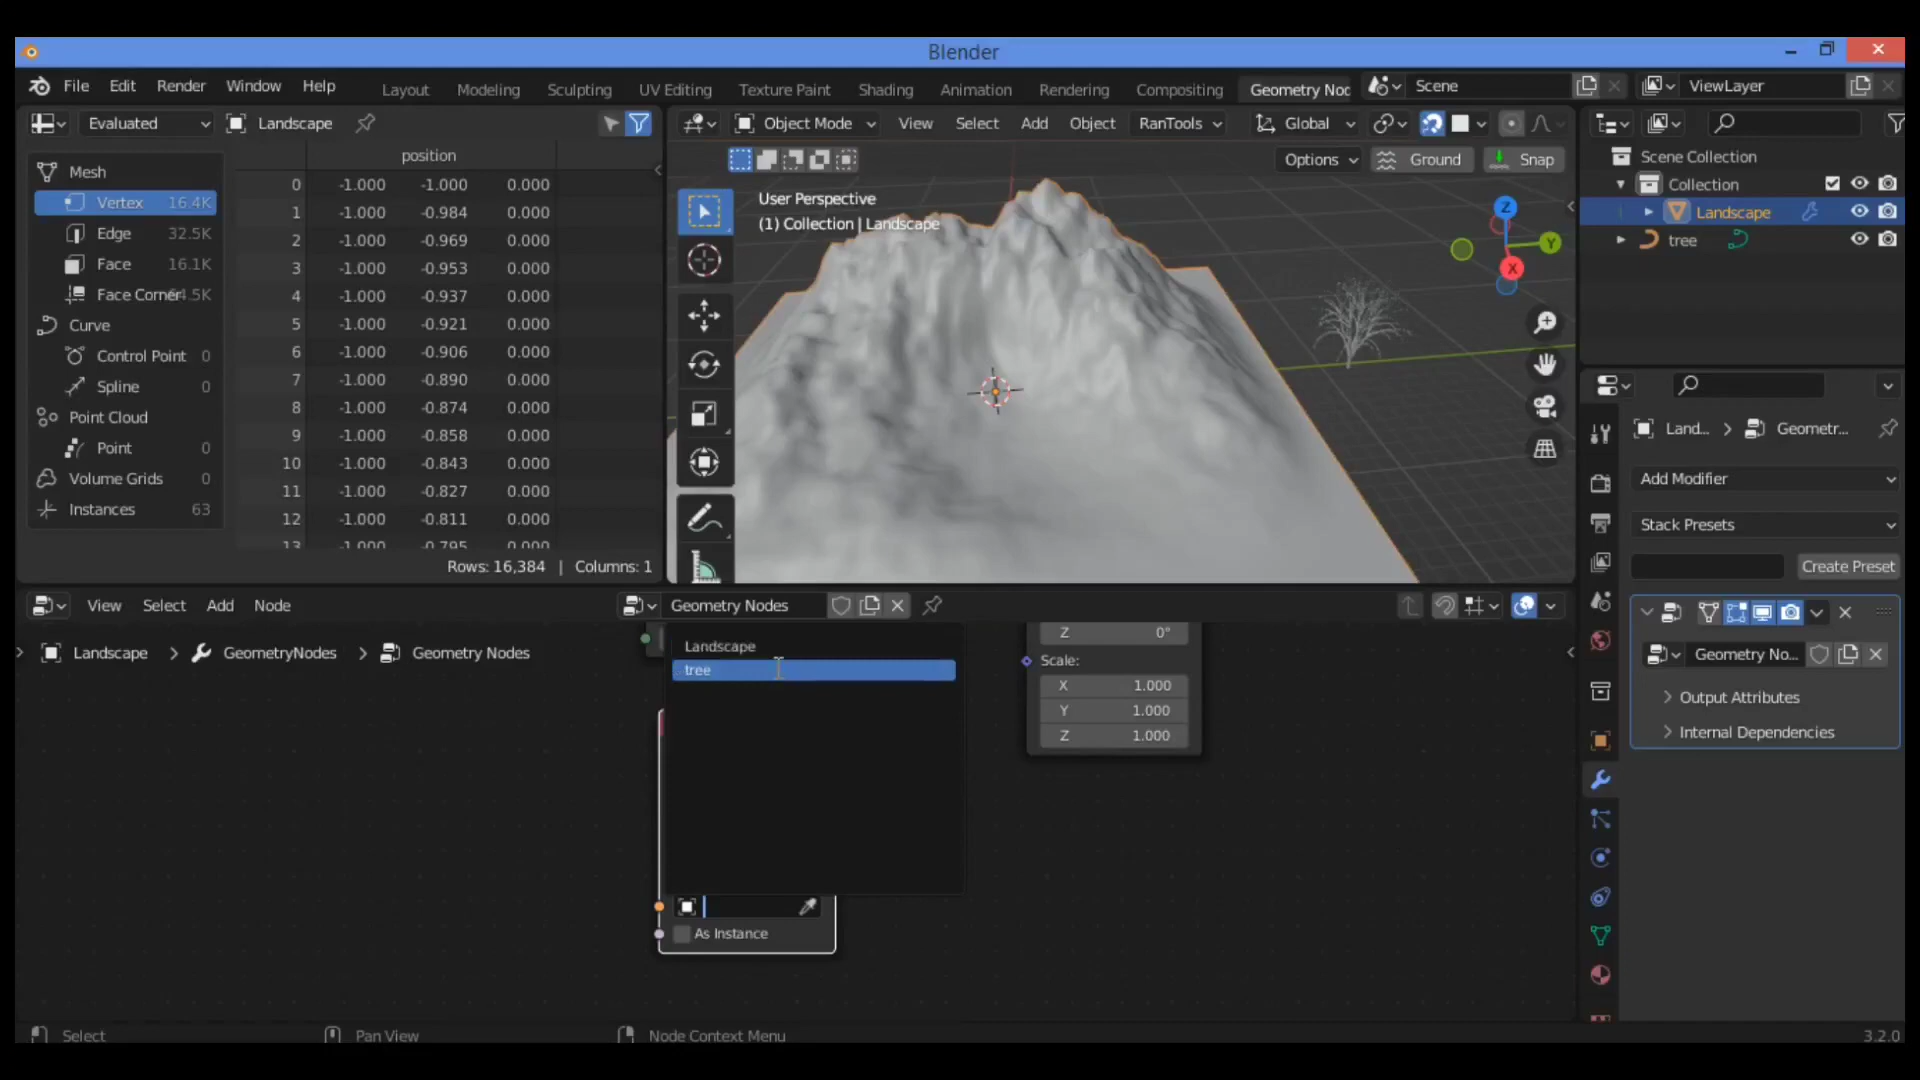 Blender
File Edit Render Window Help Layout Modeling Sculpting UV Editing Texture Paint Shading Animation Rendering Compositing Geometry Noc Scene ViewLayer
Evaluated Landscape
Object Mode View Select Add Object RanTools Global
position
Options Ground Snap
Mesh
Vertex 16.4K
Edge 32.5K
Face 16.1K
Face Corner 64.5K
Curve
Control Point 0
Spline 0
Point Cloud
Point 0
Volume Grids 0
Instances 63
0 -1.000 -1.000 0.000
1 -1.000 -0.984 0.000
2 -1.000 -0.969 0.000
3 -1.000 -0.953 0.000
4 -1.000 -0.937 0.000
5 -1.000 -0.921 0.000
6 -1.000 -0.906 0.000
7 -1.000 -0.890 0.000
8 -1.000 -0.874 0.000
9 -1.000 -0.858 0.000
10 -1.000 -0.843 0.000
11 -1.000 -0.827 0.000
12 -1.000 -0.811 0.000
13 -1.000 -0.795 0.000
Rows: 16,384 | Columns: 1
User Perspective
(1) Collection | Landscape
Z
Y
X
Scene Collection
Collection
Landscape
tree
Land... > Geometr...
Add Modifier
Stack Presets
Create Preset
Geometry No...
Output Attributes
Internal Dependencies
View Select Add Node Geometry Nodes
Landscape > GeometryNodes > Geometry Nodes
Landscape
tree
As Instance
Z 0°
Scale:
X 1.000
Y 1.000
Z 1.000
Select Pan View Node Context Menu 3.2.0